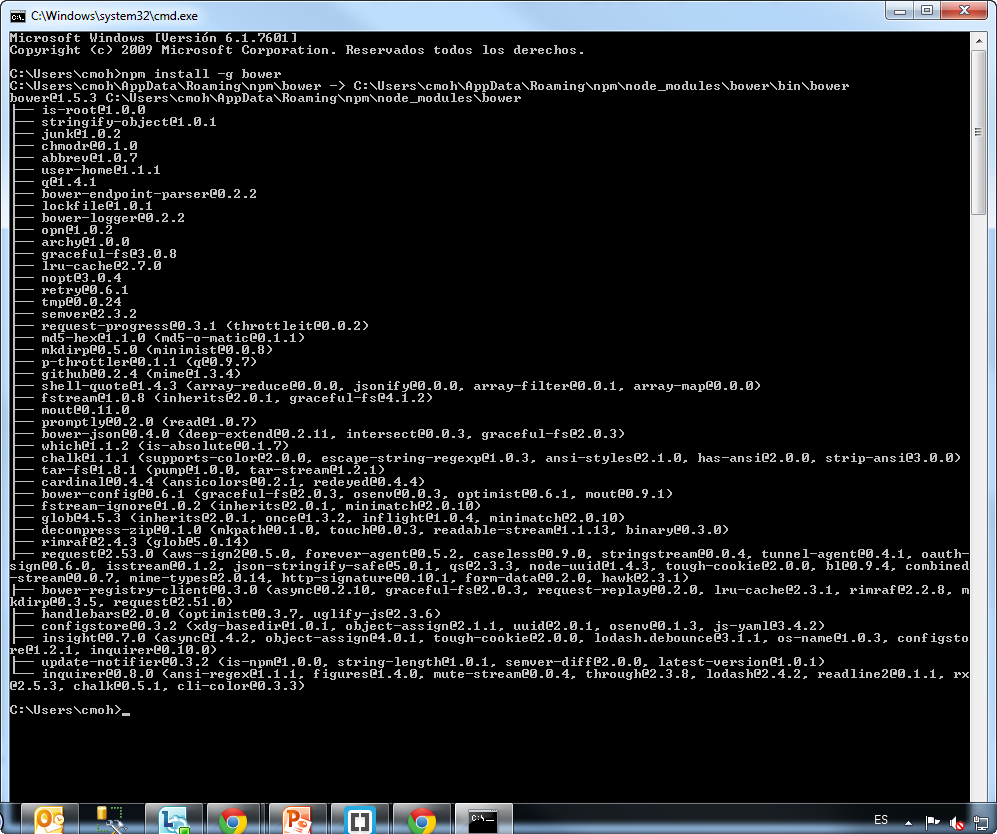 C:\Windows\system32\cmd.exe
Microsoft Windows [Versión 6.1.7601]
Copyright (c) 2009 Microsoft Corporation. Reservados todos los derechos.
C:\Users\cmoh>npm install -g bower
C:\Users\cmoh\AppData\Roaming\npm\bower -> C:\Users\cmoh\AppData\Roaming\npm\node_modules\bower\bin\bower
bower@1.5.3 C:\Users\cmoh\AppData\Roaming\npm\node_modules\bower
├── is-root@1.0.0
├── stringify-object@1.0.1
├── junk@1.0.2
├── chmodr@0.1.0
├── abbrev@1.0.7
├── user-home@1.1.1
├── q@1.4.1
├── bower-endpoint-parser@0.2.2
├── lockfile@1.0.1
├── bower-logger@0.2.2
├── opn@1.0.2
├── archy@1.0.0
├── graceful-fs@3.0.8
├── lru-cache@2.7.0
├── nopt@3.0.4
├── retry@0.6.1
├── tmp@0.0.24
├── semver@2.3.2
├── request-progress@0.3.1 (throttleit@0.0.2)
├── md5-hex@1.1.0 (md5-o-matic@0.1.1)
├── mkdirp@0.5.0 (minimist@0.0.8)
├── p-throttler@0.1.1 (q@0.9.7)
├── github@0.2.4 (mime@1.3.4)
├── shell-quote@1.4.3 (array-reduce@0.0.0, jsonify@0.0.0, array-filter@0.0.1, array-map@0.0.0)
├── fstream@1.0.8 (inherits@2.0.1, graceful-fs@4.1.2)
├── mout@0.11.0
├── promptly@0.2.0 (read@1.0.7)
├── bower-json@0.4.0 (deep-extend@0.2.11, intersect@0.0.3, graceful-fs@2.0.3)
├── which@1.1.2 (is-absolute@0.1.7)
├── chalk@1.1.1 (supports-color@2.0.0, escape-string-regexp@1.0.3, ansi-styles@2.1.0, has-ansi@2.0.0, strip-ansi@3.0.0)
├── tar-fs@1.8.1 (pump@1.0.0, tar-stream@1.2.1)
├── cardinal@0.4.4 (ansicolors@0.2.1, redeyed@0.4.4)
├── bower-config@0.6.1 (graceful-fs@2.0.3, osenv@0.0.3, optimist@0.6.1, mout@0.9.1)
├── fstream-ignore@1.0.2 (inherits@2.0.1, minimatch@2.0.10)
├── glob@4.5.3 (inherits@2.0.1, once@1.3.2, inflight@1.0.4, minimatch@2.0.10)
├── decompress-zip@0.1.0 (mkpath@0.1.0, touch@0.0.3, readable-stream@1.1.13, binary@0.3.0)
├── rimraf@2.4.3 (glob@5.0.14)
├── request@2.53.0 (aws-sign2@0.5.0, forever-agent@0.5.2, caseless@0.9.0, stringstream@0.0.4, tunnel-agent@0.4.1, oauth-
sign@0.6.0, isstream@0.1.2, json-stringify-safe@5.0.1, qs@2.3.3, node-uuid@1.4.3, tough-cookie@2.0.0, bl@0.9.4, combined
-stream@0.0.7, mime-types@2.0.14, http-signature@0.10.1, form-data@0.2.0, hawk@2.3.1)
├── bower-registry-client@0.3.0 (async@0.2.10, graceful-fs@2.0.3, request-replay@0.2.0, lru-cache@2.3.1, rimraf@2.2.8, m
kdirp@0.3.5, request@2.51.0)
├── handlebars@2.0.0 (optimist@0.3.7, uglify-js@2.3.6)
├── configstore@0.3.2 (xdg-basedir@1.0.1, object-assign@2.1.1, uuid@2.0.1, osenv@0.1.3, js-yaml@3.4.2)
├── insight@0.7.0 (async@1.4.2, object-assign@4.0.1, tough-cookie@2.0.0, lodash.debounce@3.1.1, os-name@1.0.3, configsto
re@1.2.1, inquirer@0.10.0)
├── update-notifier@0.3.2 (is-npm@1.0.0, string-length@1.0.1, semver-diff@2.0.0, latest-version@1.0.1)
└── inquirer@0.8.0 (ansi-regex@1.1.1, figures@1.4.0, mute-stream@0.0.4, through@2.3.8, lodash@2.4.2, readline2@0.1.1, rx
@2.5.3, chalk@0.5.1, cli-color@0.3.3)
C:\Users\cmoh>_
ES